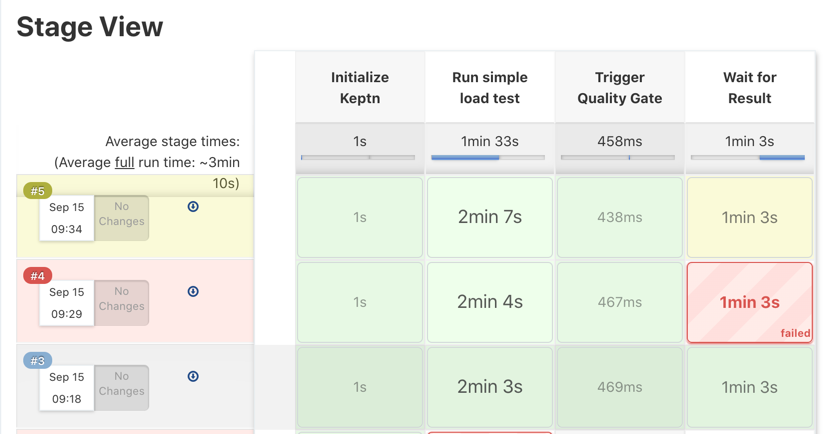 Stage View
Initialize
Keptn
Run simple
load test
Trigger
Quality Gate
Wait for
Result
Average stage times:
(Average full run time: ~3min
10s)
1s
1min 33s
458ms
1min 3s
#5
Sep 15
09:34
No
Changes
1s
2min 7s
438ms
1min 3s
#4
Sep 15
09:29
No
Changes
1s
2min 4s
467ms
1min 3s
failed
#3
Sep 15
09:18
No
Changes
1s
2min 3s
469ms
1min 3s